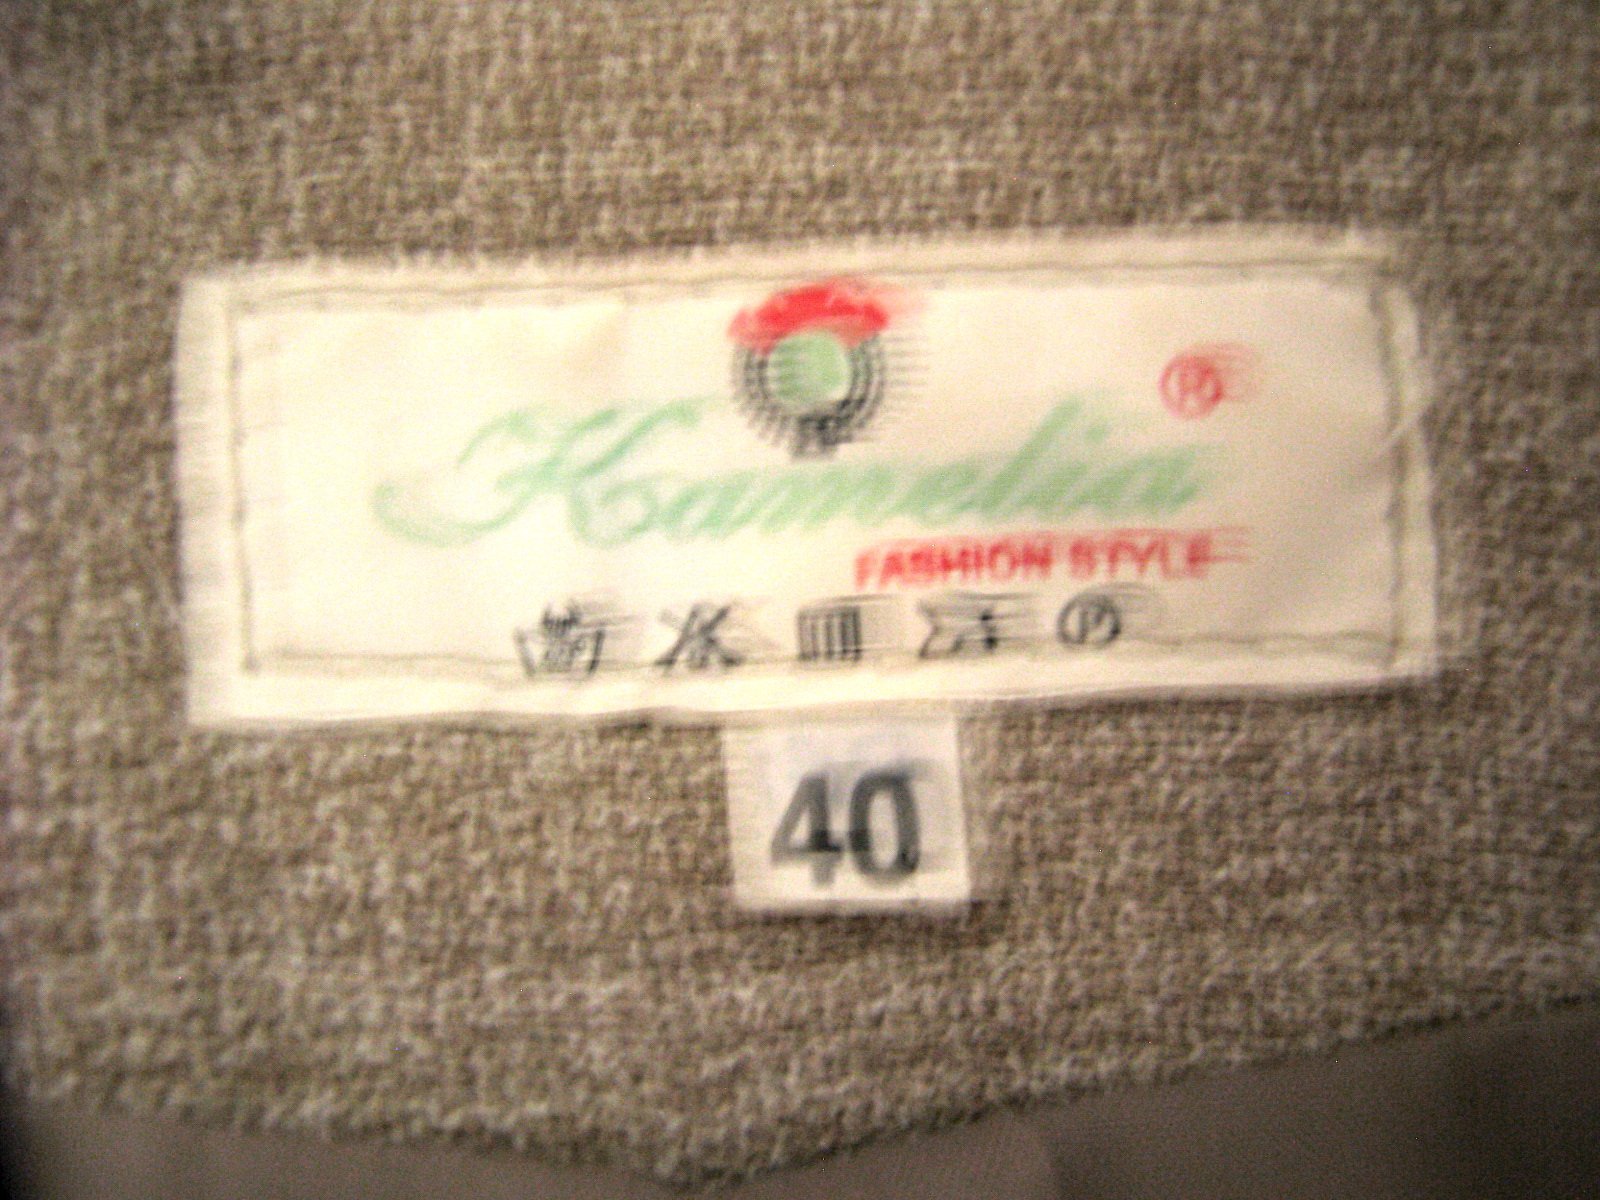 Kamelia ®
FASHION STYLE
®
40